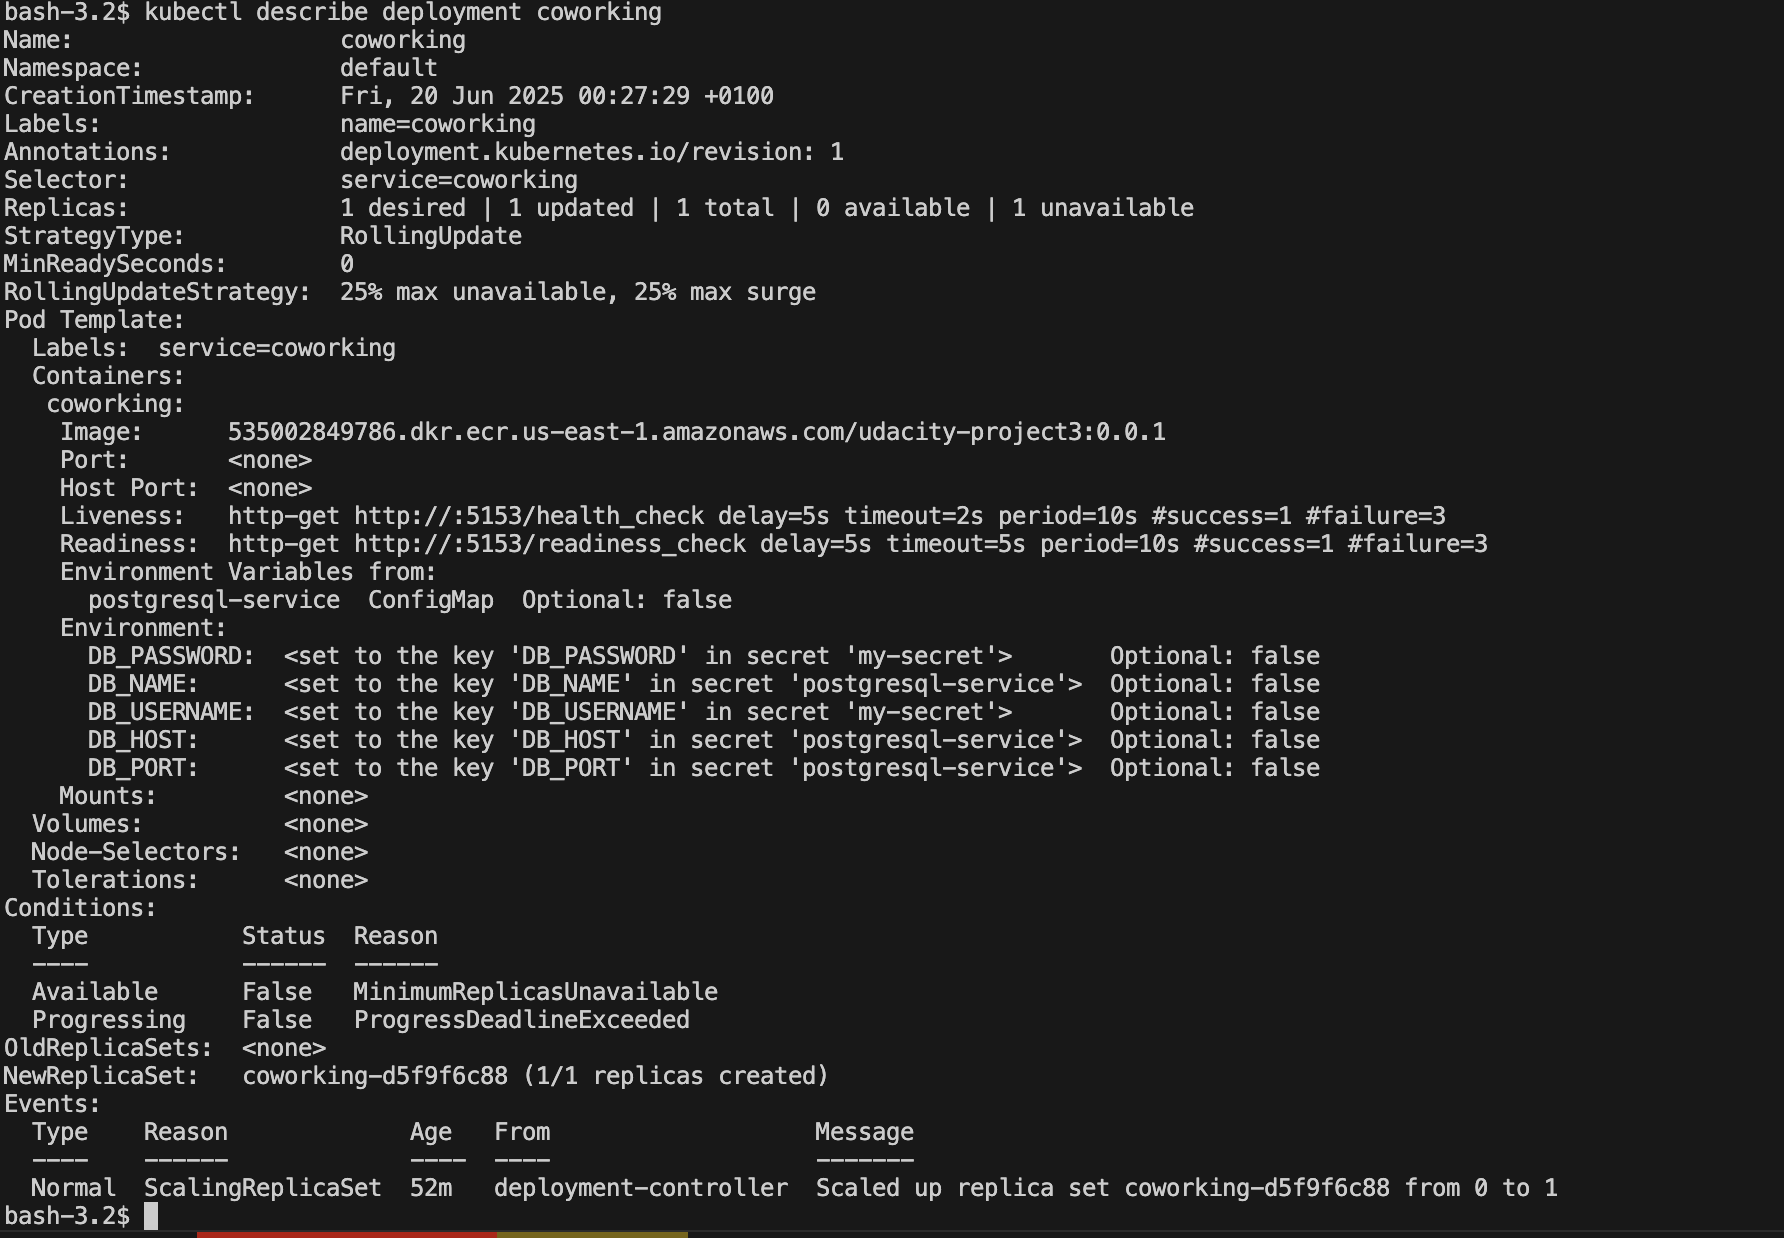 bash-3.2$ kubectl describe deployment coworking
Name:                   coworking
Namespace:              default
CreationTimestamp:      Fri, 20 Jun 2025 00:27:29 +0100
Labels:                 name=coworking
Annotations:            deployment.kubernetes.io/revision: 1
Selector:               service=coworking
Replicas:               1 desired | 1 updated | 1 total | 0 available | 1 unavailable
StrategyType:           RollingUpdate
MinReadySeconds:        0
RollingUpdateStrategy:  25% max unavailable, 25% max surge
Pod Template:
  Labels:  service=coworking
  Containers:
   coworking:
    Image:      535002849786.dkr.ecr.us-east-1.amazonaws.com/udacity-project3:0.0.1
    Port:       <none>
    Host Port:  <none>
    Liveness:   http-get http://:5153/health_check delay=5s timeout=2s period=10s #success=1 #failure=3
    Readiness:  http-get http://:5153/readiness_check delay=5s timeout=5s period=10s #success=1 #failure=3
    Environment Variables from:
      postgresql-service  ConfigMap  Optional: false
    Environment:
      DB_PASSWORD:  <set to the key 'DB_PASSWORD' in secret 'my-secret'>       Optional: false
      DB_NAME:      <set to the key 'DB_NAME' in secret 'postgresql-service'>  Optional: false
      DB_USERNAME:  <set to the key 'DB_USERNAME' in secret 'my-secret'>       Optional: false
      DB_HOST:      <set to the key 'DB_HOST' in secret 'postgresql-service'>  Optional: false
      DB_PORT:      <set to the key 'DB_PORT' in secret 'postgresql-service'>  Optional: false
    Mounts:         <none>
  Volumes:          <none>
  Node-Selectors:   <none>
  Tolerations:      <none>
Conditions:
  Type           Status  Reason
  ----           ------  ------
  Available      False   MinimumReplicasUnavailable
  Progressing    False   ProgressDeadlineExceeded
OldReplicaSets:  <none>
NewReplicaSet:   coworking-d5f9f6c88 (1/1 replicas created)
Events:
  Type    Reason             Age   From                   Message
  ----    ------             ----  ----                   -------
  Normal  ScalingReplicaSet  52m   deployment-controller  Scaled up replica set coworking-d5f9f6c88 from 0 to 1
bash-3.2$